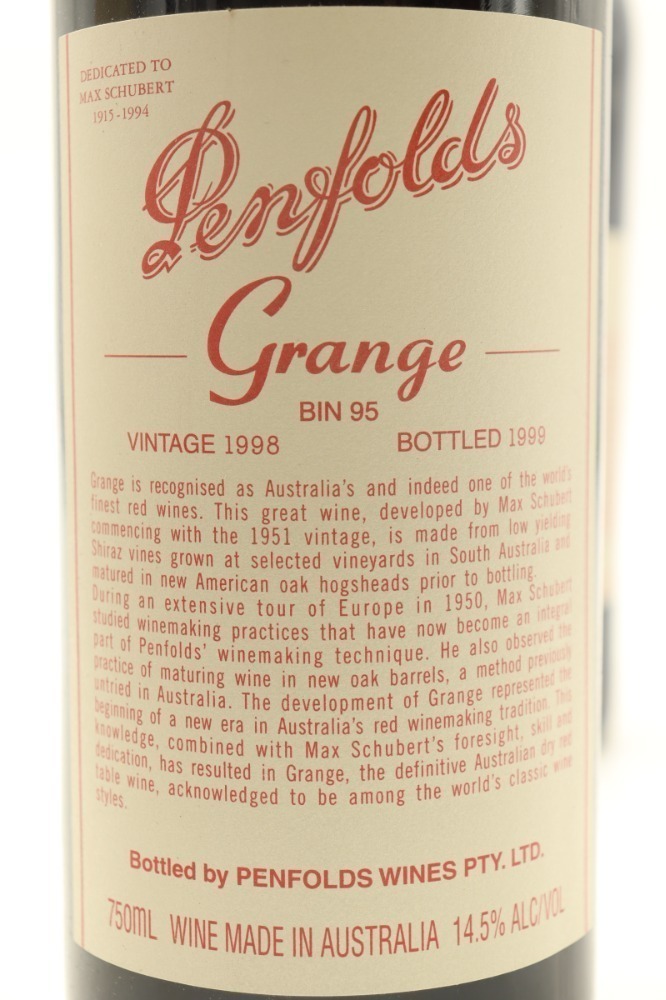 DEDICATED TO
MAX SCHUBERT
1915-1994
Penfolds
Grange
BIN 95
VINTAGE 1998 BOTTLED 1999
Grange is recognised as Australia's and indeed one of the world's
finest red wines. This great wine, developed by Max Schubert
commencing with the 1951 vintage, is made from low yielding
Shiraz vines grown at selected vineyards in South Australia and
matured in new American oak hogsheads prior to bottling.
During an extensive tour of Europe in 1950, Max Schubert
studied winemaking practices that have now become an integral
part of Penfolds' winemaking technique. He also observed the
practice of maturing wine in new oak barrels, a method previously
untried in Australia. The development of Grange represented the
beginning of a new era in Australia's red winemaking tradition. This
knowledge, combined with Max Schubert's foresight, skill and
dedication, has resulted in Grange, the definitive Australian dry red
table wine, acknowledged to be among the world's classic wine
styles.
Bottled by PENFOLDS WINES PTY. LTD.
750mL WINE MADE IN AUSTRALIA 14.5% ALC/VOL